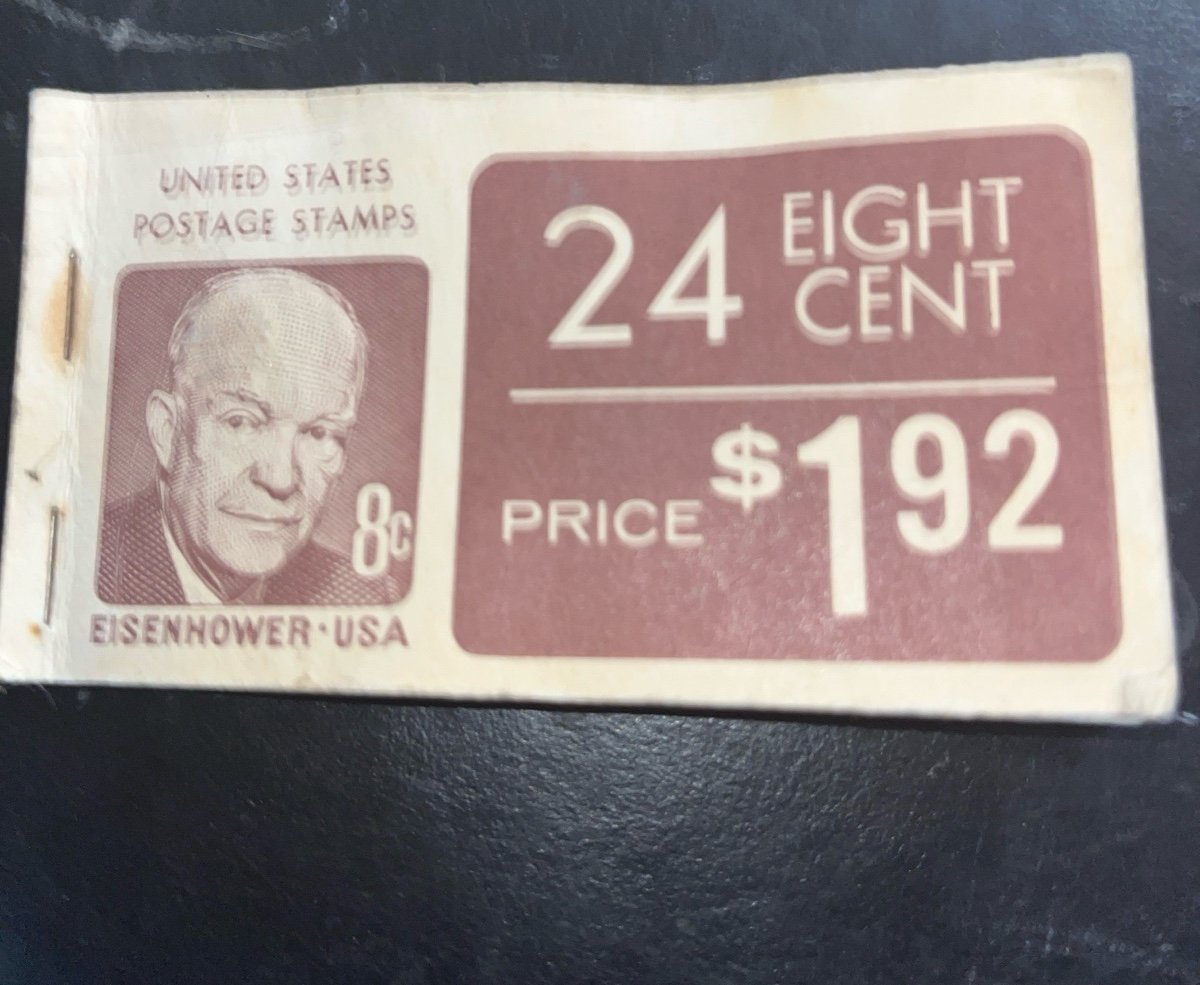 UNITED STATES
POSTAGE STAMPS
8c
EISENHOWER·USA
24 EIGHT CENT
PRICE $192